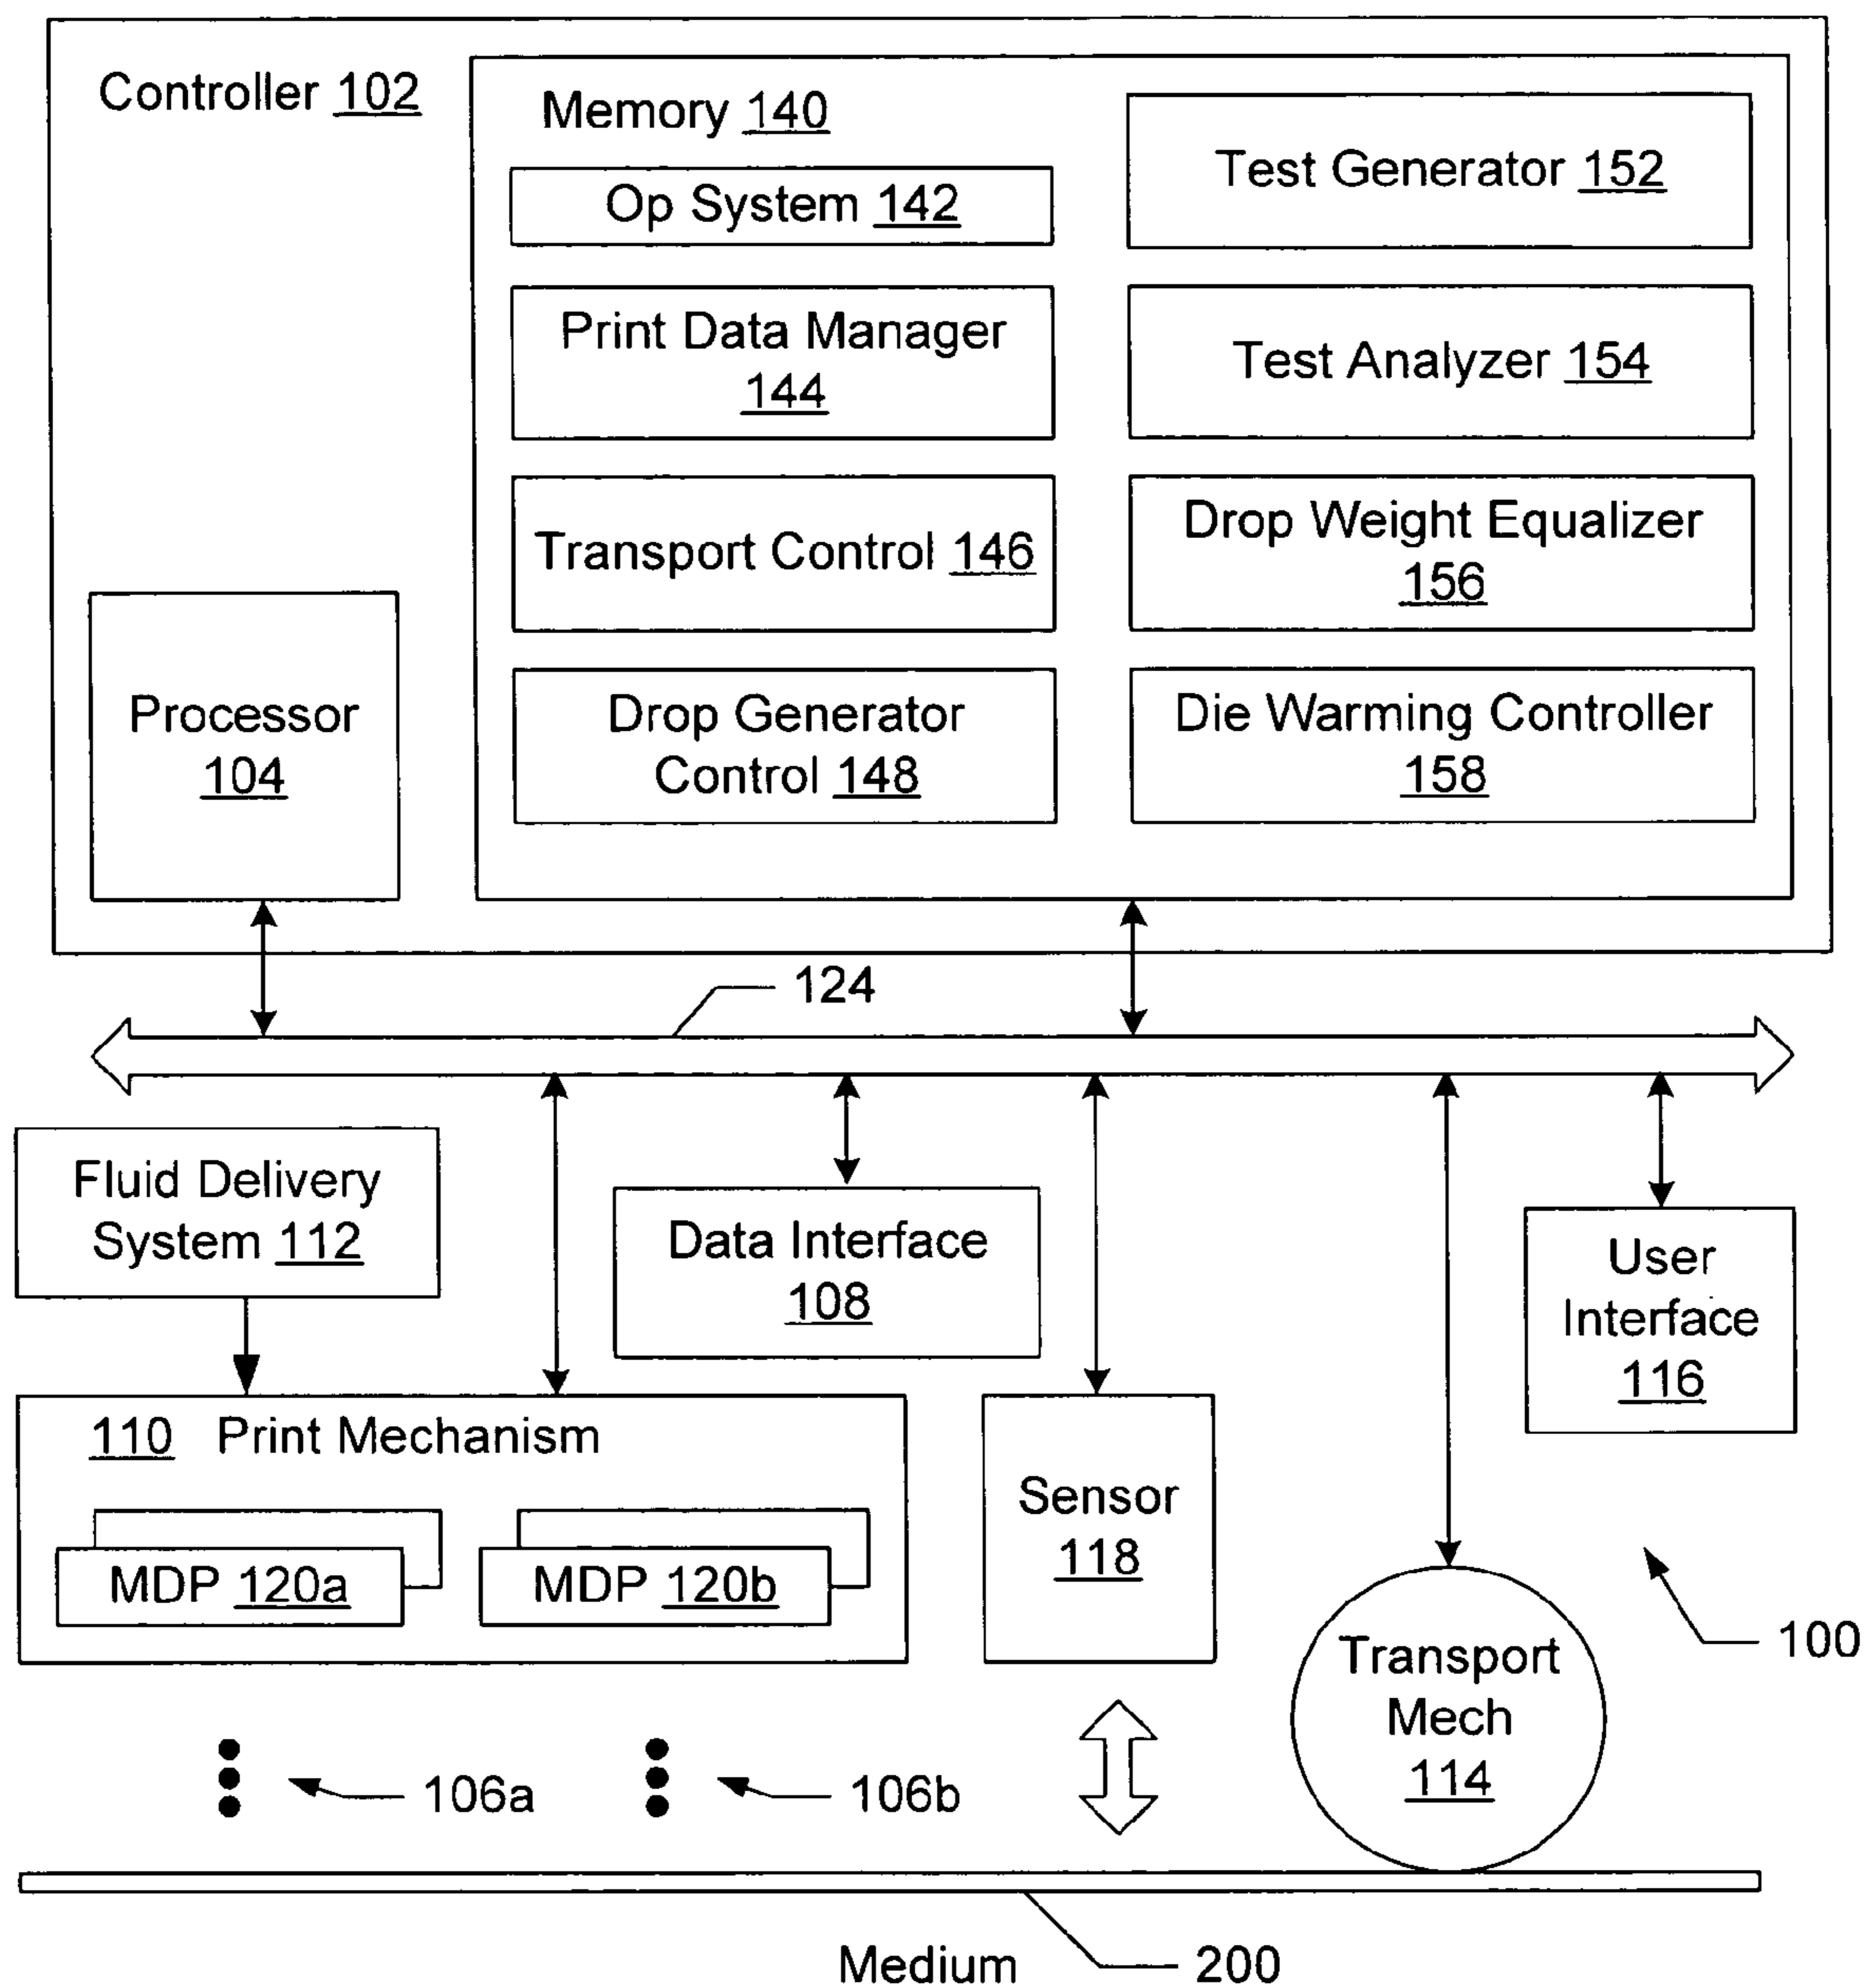 Controller 102
Memory 140
Op System 142
Print Data Manager
144
Transport Control 146
Drop Generator
Control 148
Test Generator 152
Test Analyzer 154
Drop Weight Equalizer
156
Die Warming Controller
158
Processor
104
124
Fluid Delivery
System 112
Data Interface
108
User
Interface
116
110 Print Mechanism
MDP 120a
MDP 120b
Sensor
118
Transport
Mech
114
100
106a
106b
Medium
200